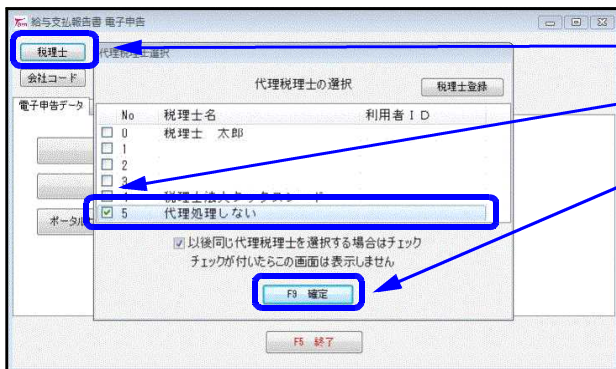 給与支払報告書 電子申告
税理士
代理税理士選択
会社コード
代理税理士の選択
税理士登録
電子申告データ
No 税理士名 利用者ID
0 税理士 太郎
1
2
3
5 代理処理しない
ポータル
以後同じ代理税理士を選択する場合はチェック
チェックが付いたらこの画面は表示しません
F9 確定
F5 終了